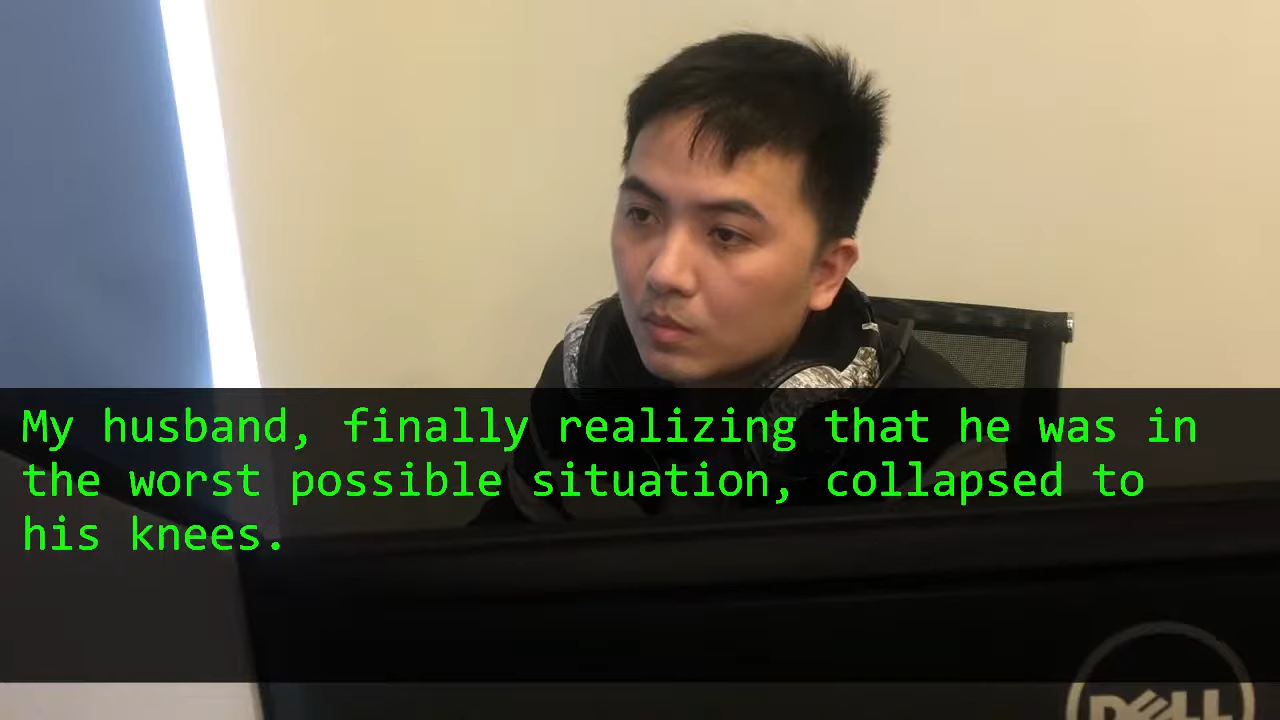 My husband, finally realizing that he was in
the worst possible situation, collapsed to
his knees.
DELL